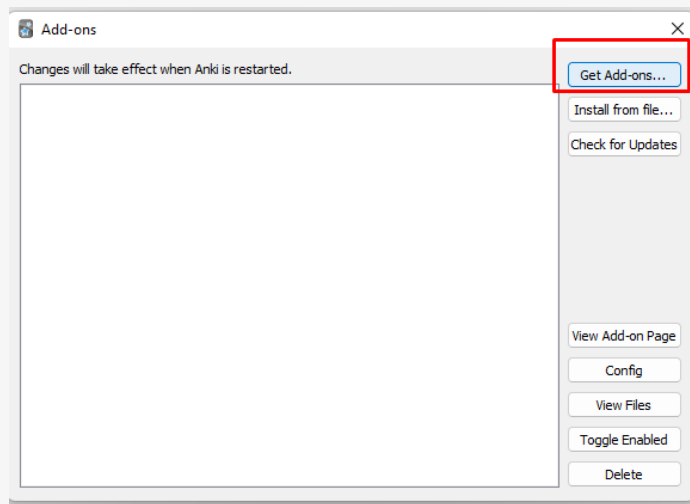 Add-ons
Changes will take effect when Anki is restarted.
Get Add-ons...
Install from file...
Check for Updates
View Add-on Page
Config
View Files
Toggle Enabled
Delete